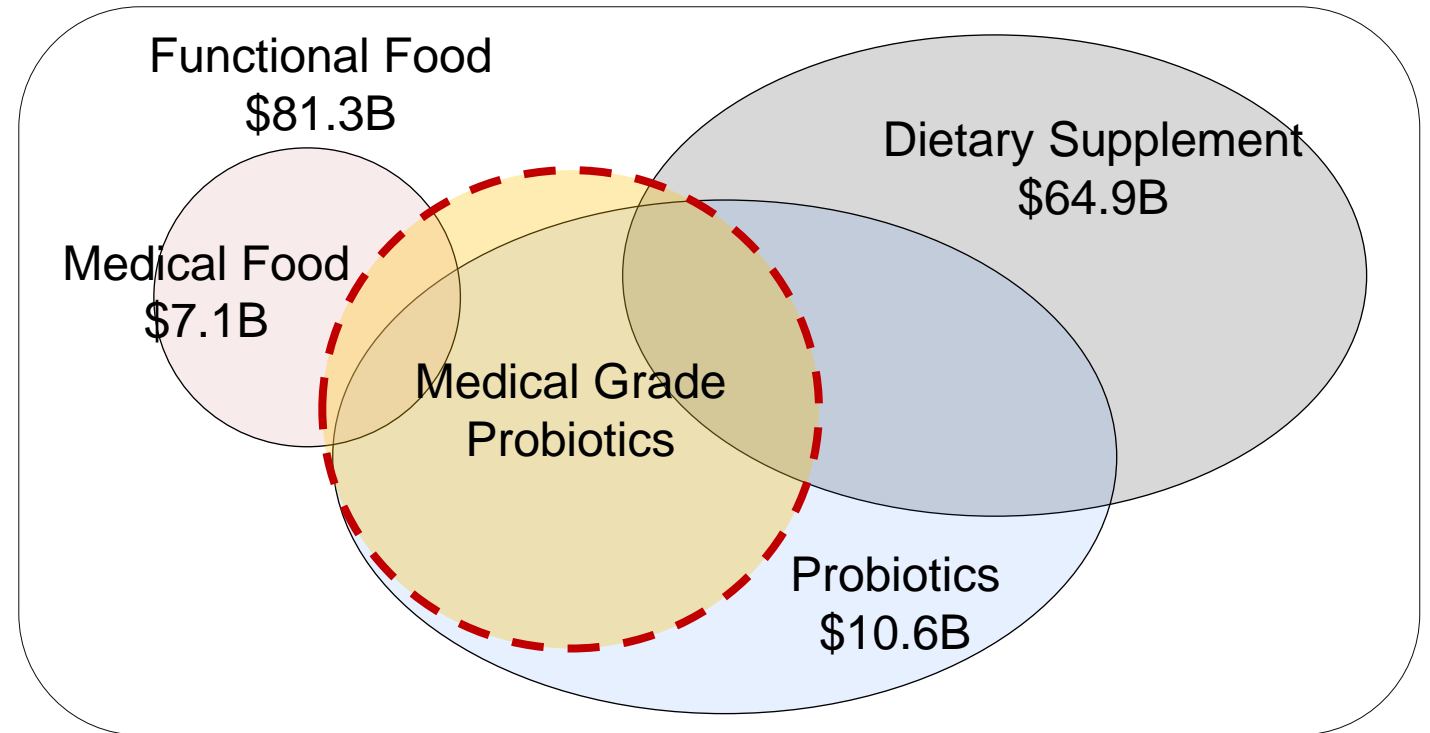 Functional Food
$81.3B
Dietary Supplement
$64.9B
Medical Food
$7.1B
Medical Grade
Probiotics
Probiotics
$10.6B